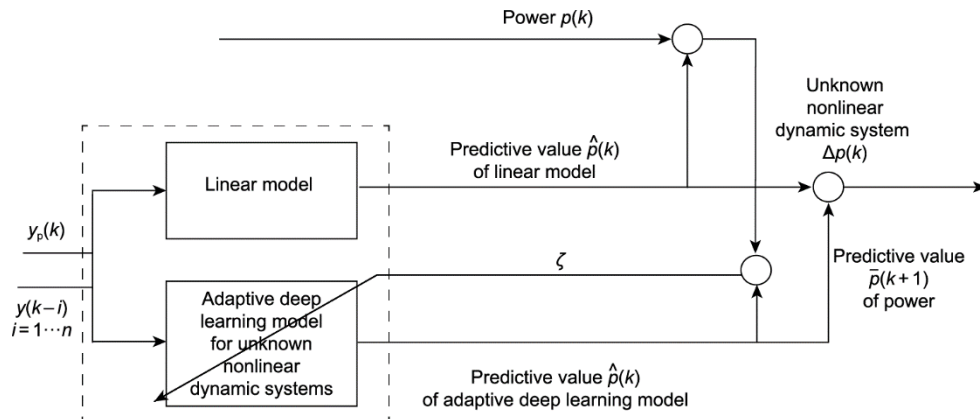 Power p(k)
Unknown
nonlinear
dynamic system
Δp(k)
Predictive value p̂(k)
of linear model
Linear model
yₚ(k)
y(k−i)
i=1⋯n
ζ
Adaptive deep
learning model
for unknown
nonlinear
dynamic systems
Predictive value
p̄(k+1)
of power
Predictive value p̂(k)
of adaptive deep learning model